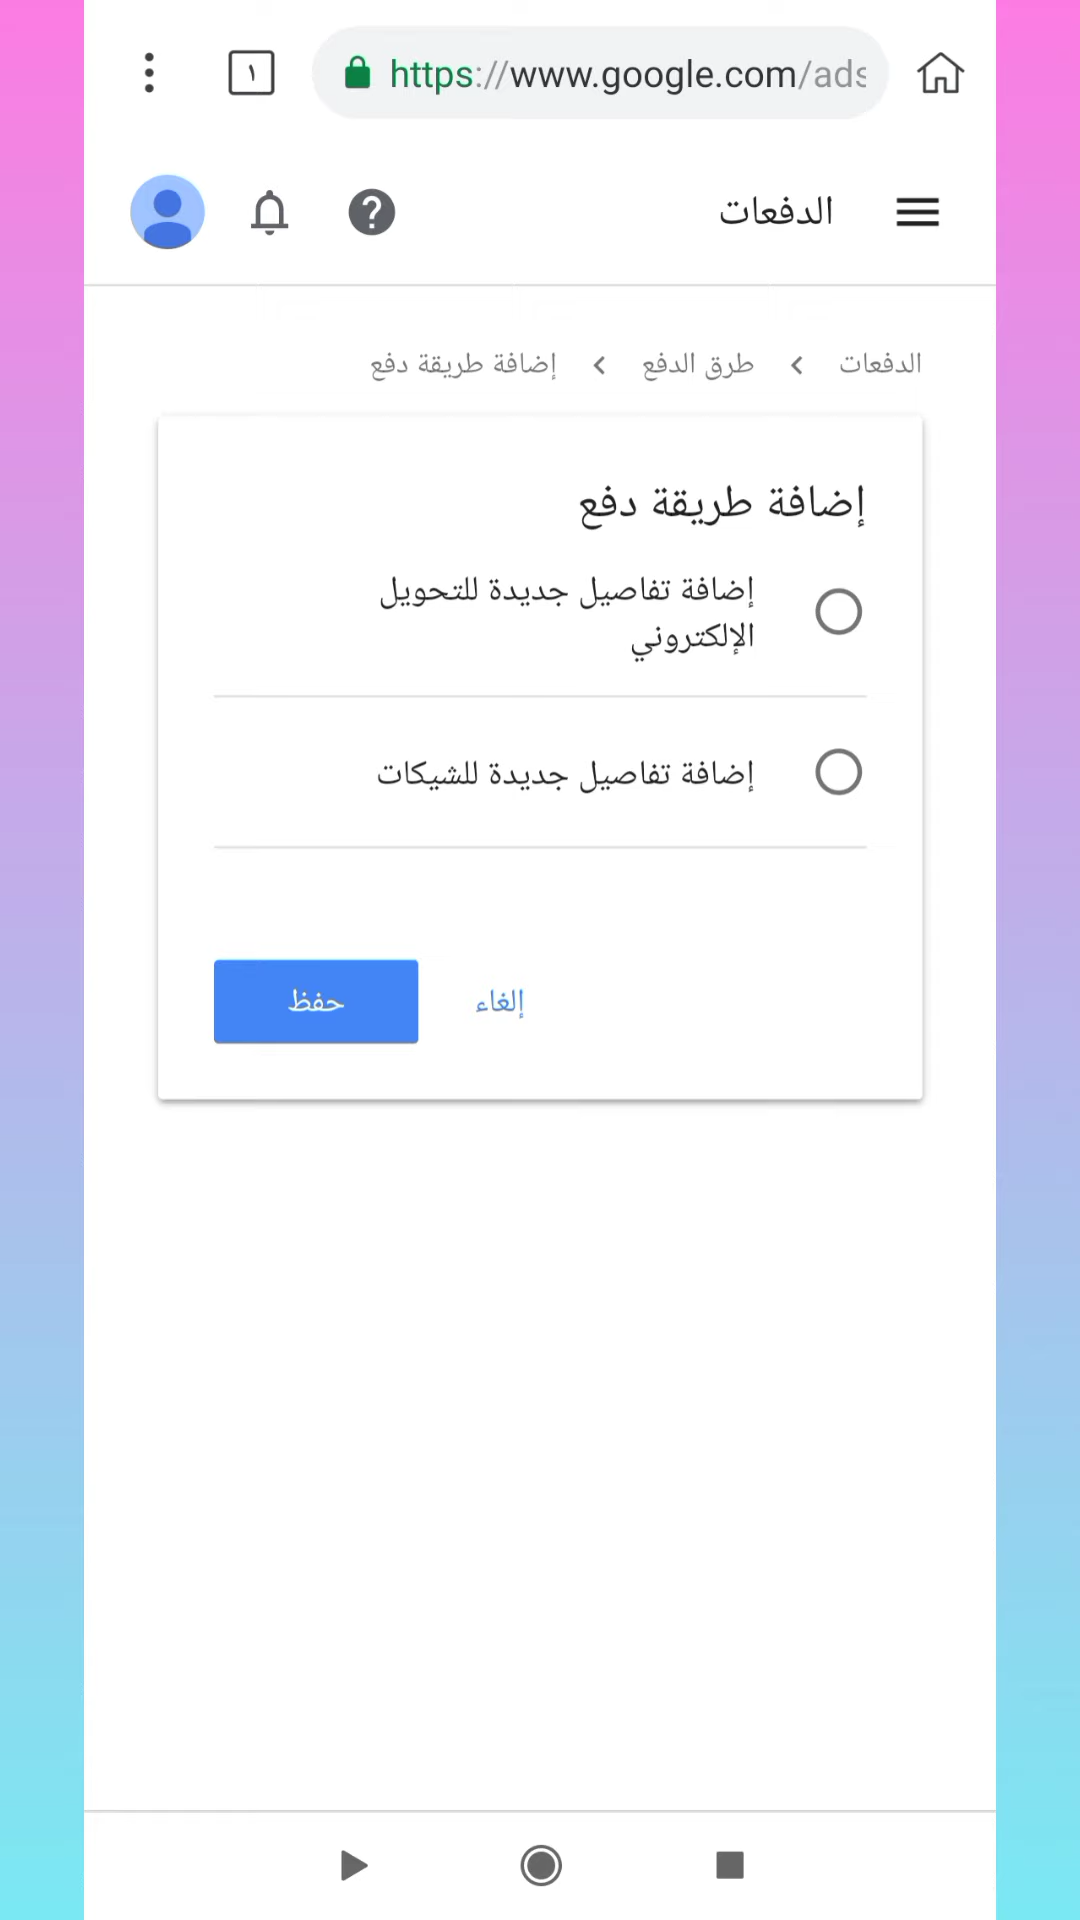 ١
https://www.google.com/ads
الدفعات
الدفعات > طرق الدفع > إضافة طريقة دفع
إضافة طريقة دفع
إضافة تفاصيل جديدة للتحويل
الإلكتروني
إضافة تفاصيل جديدة للشيكات
إلغاء
حفظ